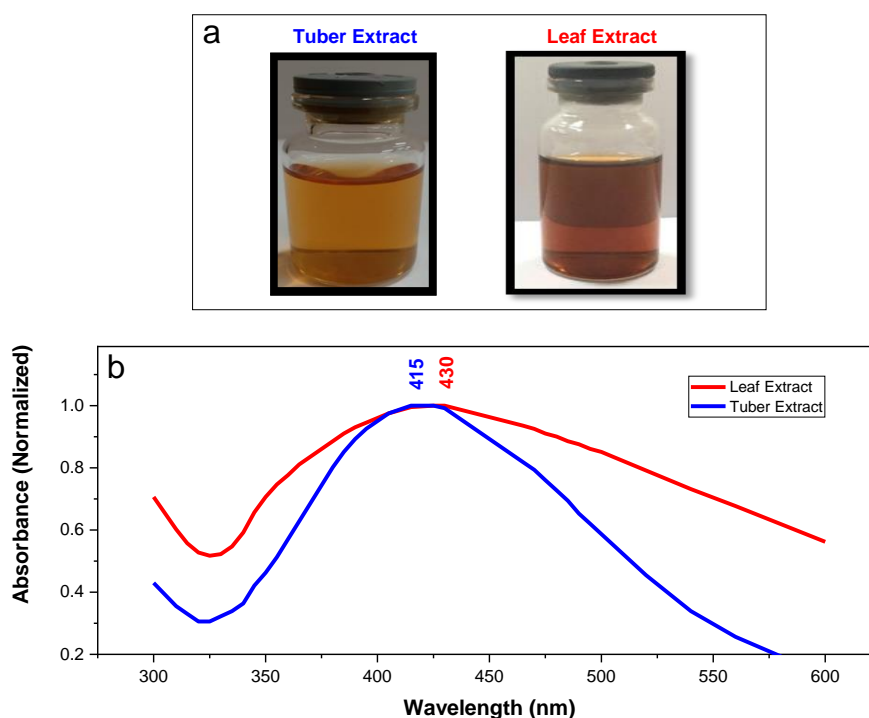 a
Tuber Extract
Leaf Extract
b
415
430
Leaf Extract
Tuber Extract
Absorbance (Normalized)
1.0
0.8
0.6
0.4
0.2
300
350
400
450
500
550
600
Wavelength (nm)